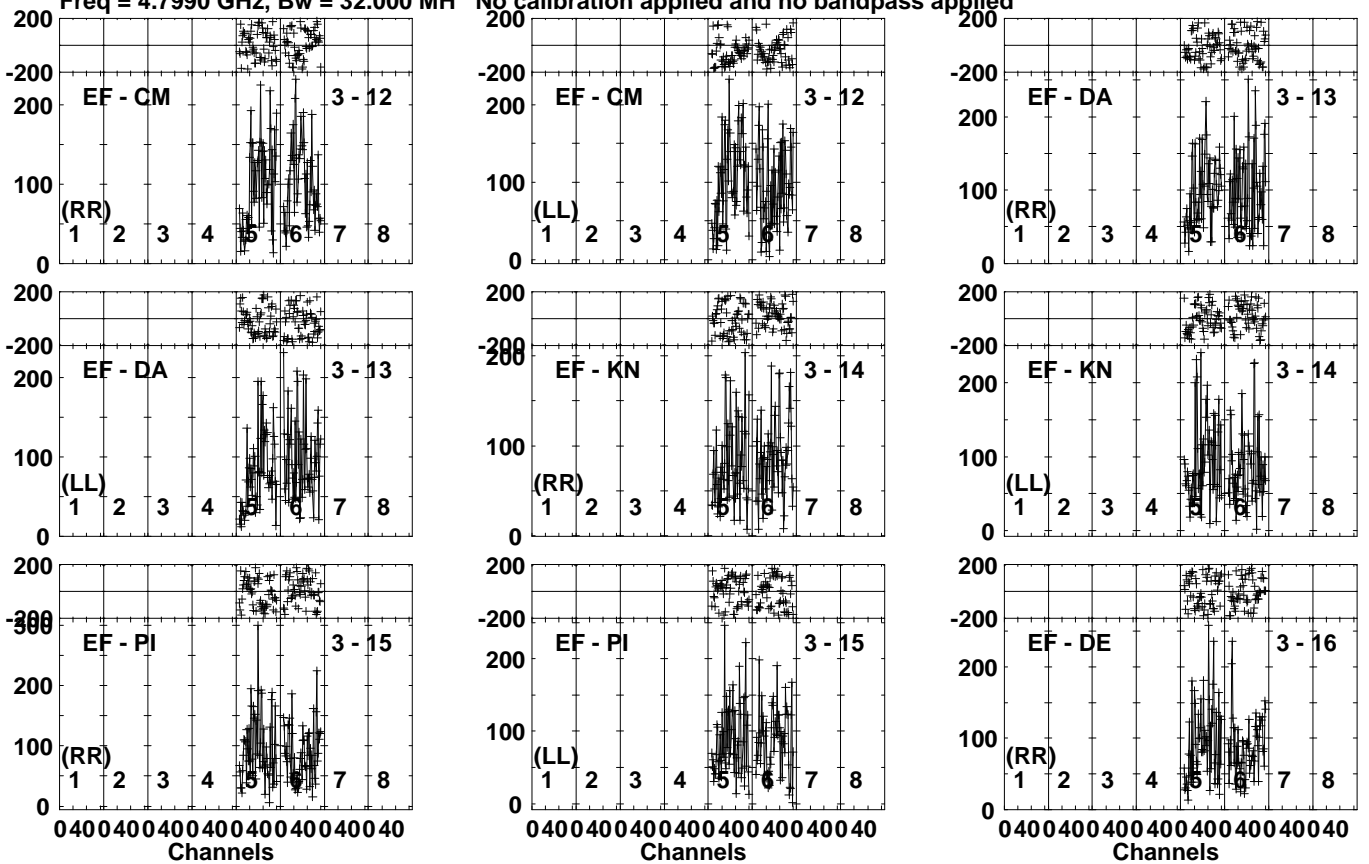 Freq = 4.7990 GHz, Bw = 32.000 MH No calibration applied and no bandpass applied
200 200 200
-200 -200 -200
EF - CM 3 - 12 EF - CM 3 - 12 EF - DA 3 - 13
200 200 200
100 100 100
(RR) (LL) (RR)
1 2 3 4 5 6 7 8 1 2 3 4 5 6 7 8 1 2 3 4 5 6 7 8
0 0 0
200 200 200
-200 -200 -200
200
EF - DA 3 - 13 EF - KN 3 - 14 EF - KN 3 - 14
200 200
100 100 100
(LL) (RR) (LL)
1 2 3 4 5 6 7 8 1 2 3 4 5 6 7 8 1 2 3 4 5 6 7 8
0 0 0
200 200 200
-200 -200 -200
300
EF - PI 3 - 15 EF - PI 3 - 15 EF - DE 3 - 16
200 200 200
100 100 100
(RR) (LL) (RR)
1 2 3 4 5 6 7 8 1 2 3 4 5 6 7 8 1 2 3 4 5 6 7 8
0 0 0
0 40 0 40 0 40 0 40 0 40 0 40 0 40 0 40 0 40 0 40 0 40 0 40 0 40 0 40 0 40 0 40 0 40 0 40 0 40 0 40 0 40 0 40 0 40 0 40
Channels Channels Channels